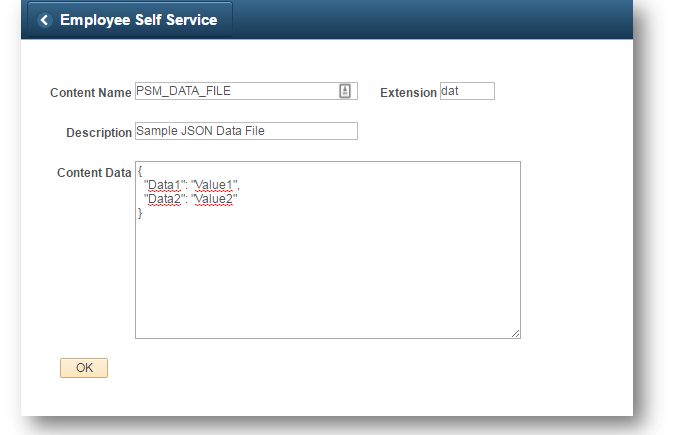 Employee Self Service
Content Name PSM_DATA_FILE Extension dat
Description Sample JSON Data File
Content Data {
"Data1": "Value1",
"Data2": "Value2"
}
OK